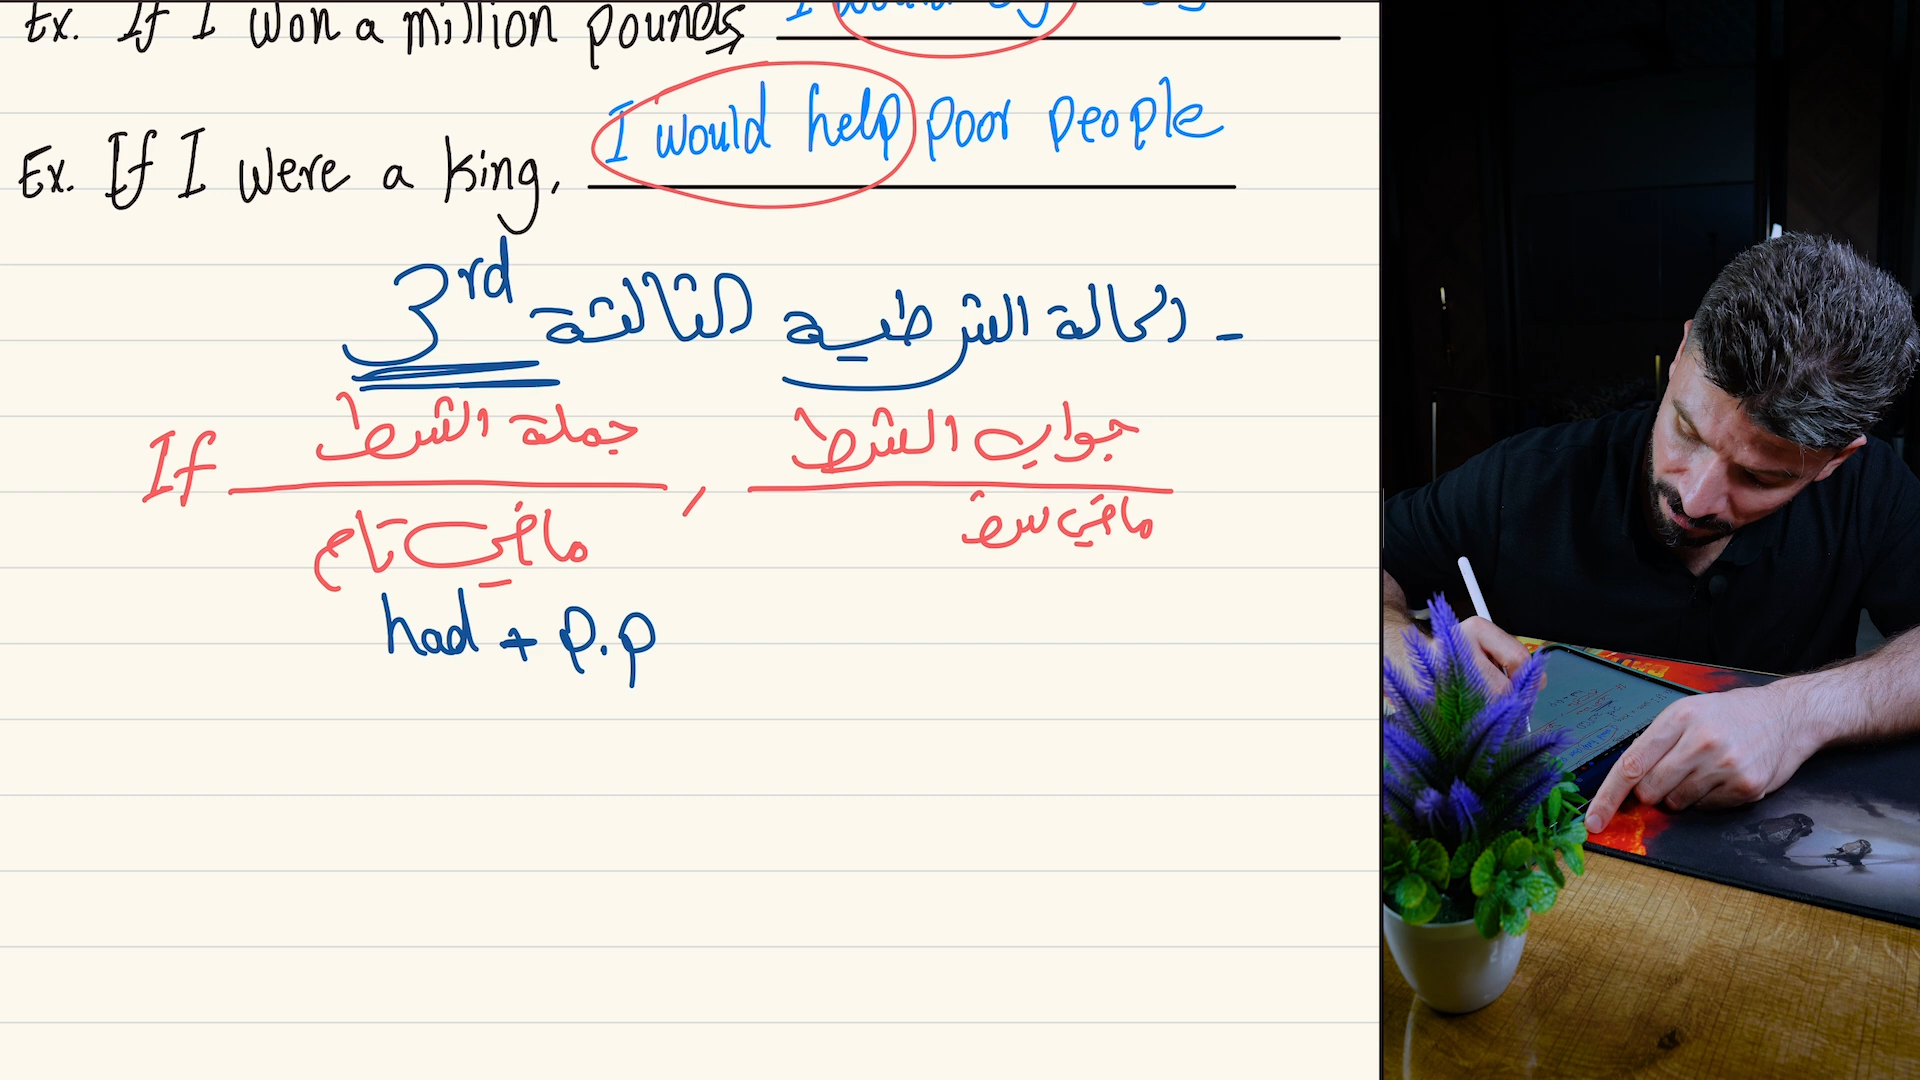 Ex. If I won a million pounds, I would
Ex. If I were a king, I would help poor people
- الحالة الشرطية الثالثة 3rd
If جملة الشرط , جواب الشرط
ماضي تام ماضي
had + p.p